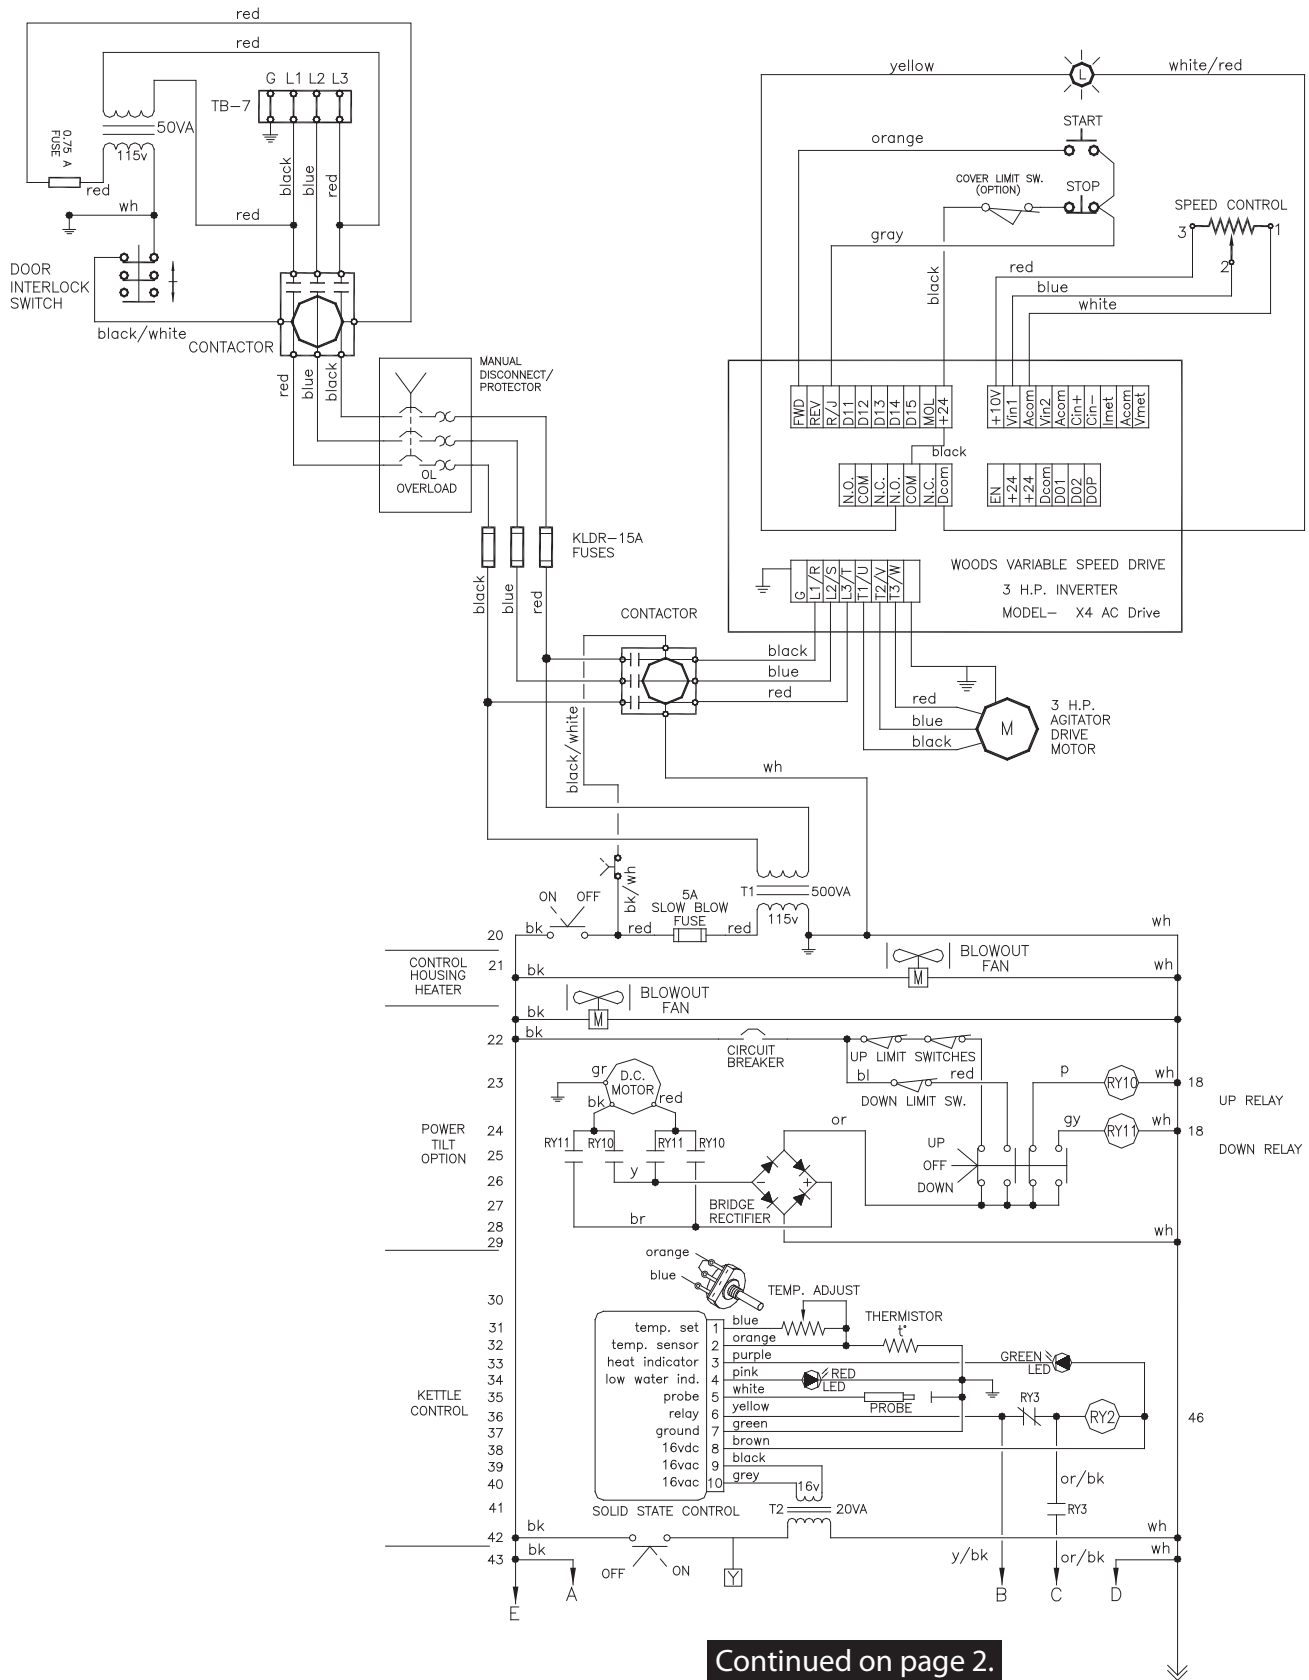 red
red
G L1 L2 L3
TB-7
50VA
115v
0.75 A
FUSE
red
wh
red
black
blue
red
DOOR
INTERLOCK
SWITCH
black/white
CONTACTOR
red
blue
black
MANUAL
DISCONNECT/
PROTECTOR
OL
OVERLOAD
KLDR-15A
FUSES
black
blue
red
yellow
L
white/red
START
orange
COVER LIMIT SW.
(OPTION)
STOP
gray
black
SPEED CONTROL
3
1
2
red
blue
white
FWD
REV
R/J
D11
D12
D13
D14
D15
MOL
+24
+10V
Vin1
Acom
Vin2
Acom
Cin+
Cin-
Imet
Acom
Vmet
black
N.O.
COM
N.C.
N.O.
COM
N.C.
Dcom
EN
+24
+24
Dcom
D01
D02
DOP
G
L1/R
L2/S
L3/T
T1/U
T2/V
T3/W
WOODS VARIABLE SPEED DRIVE
3 H.P. INVERTER
MODEL- X4 AC Drive
CONTACTOR
black
blue
red
red
blue
black
M
3 H.P.
AGITATOR
DRIVE
MOTOR
black/white
wh
bk/wh
T1
500VA
115v
ON OFF
5A
SLOW BLOW
FUSE
20
bk
red
red
wh
CONTROL
HOUSING
HEATER
21
bk
M
BLOWOUT
FAN
wh
bk
M
BLOWOUT
FAN
22
bk
CIRCUIT
BREAKER
UP LIMIT SWITCHES
23
gr
D.C.
MOTOR
bk
red
bl
red
DOWN LIMIT SW.
p
RY10
wh
18
UP RELAY
POWER
TILT
OPTION
24
25
26
27
28
29
RY11
RY10
RY11
RY10
or
gy
RY11
wh
18
DOWN RELAY
UP
OFF
DOWN
y
br
-
+
BRIDGE
RECTIFIER
wh
orange
blue
30
TEMP. ADJUST
THERMISTOR
t°
31
temp. set 1 blue
32
temp. sensor 2 orange
33
heat indicator 3 purple
GREEN
LED
34
low water ind. 4 pink
RED
LED
KETTLE
CONTROL
35
probe 5 white
PROBE
RY3
36
relay 6 yellow
RY2
46
37
ground 7 green
38
16vdc 8 brown
39
16vac 9 black
40
16vac 10 grey
16v
or/bk
41
SOLID STATE CONTROL
T2
20VA
RY3
42
bk
wh
43
bk
OFF
ON
Y
y/bk
or/bk
wh
E
A
B
C
D
Continued on page 2.